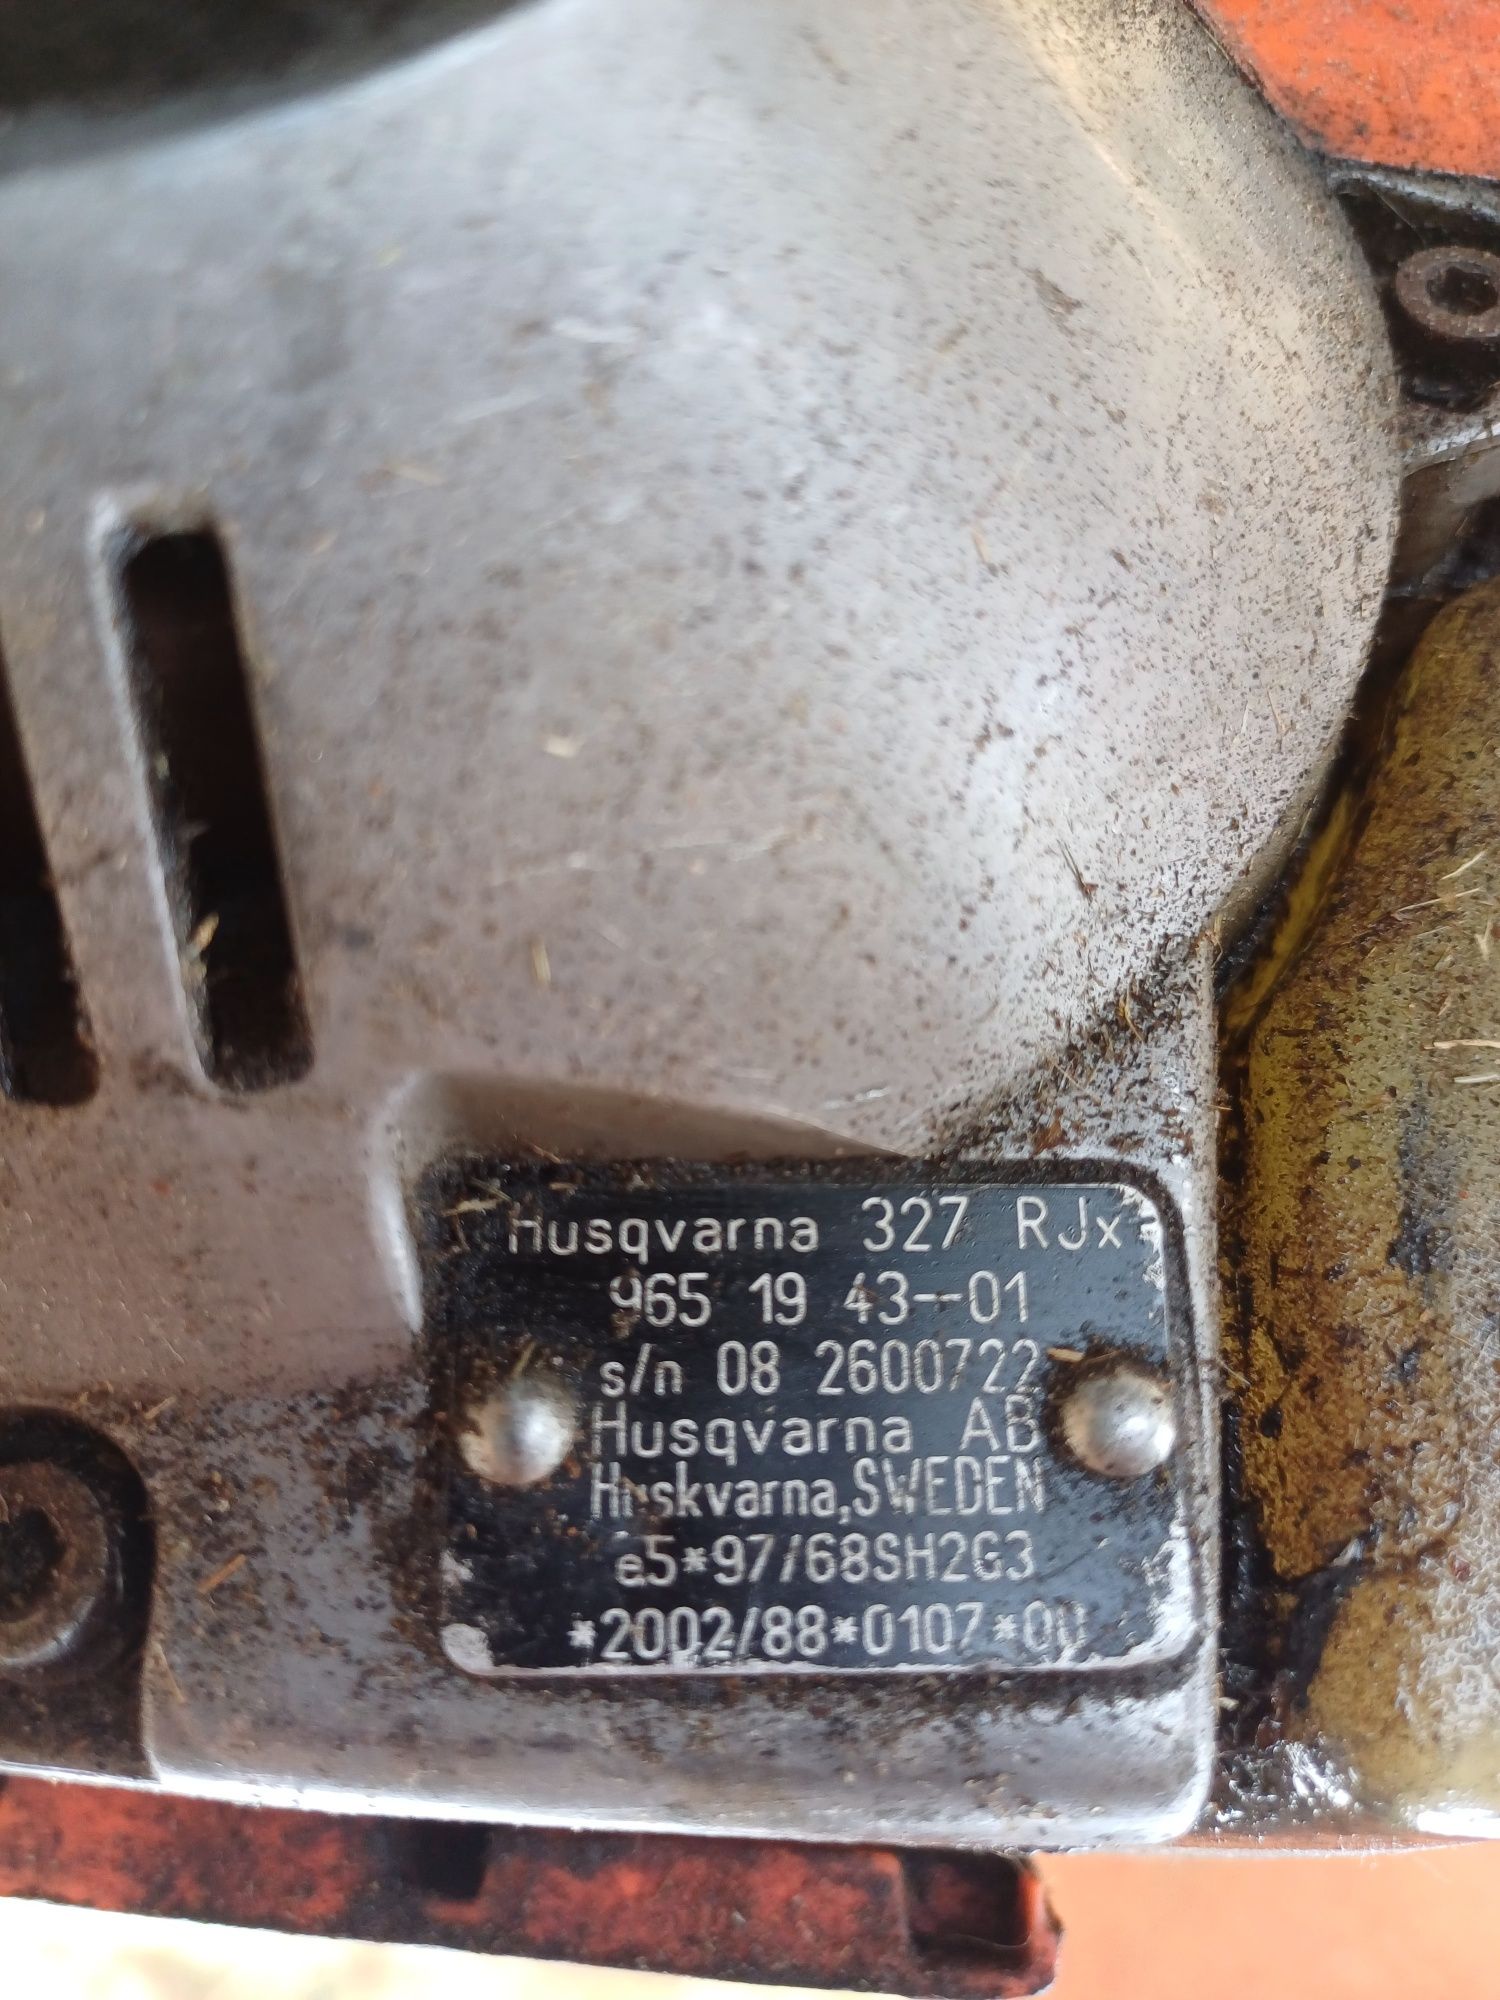 Husqvarna 327 RJx
965 19 43-01
s/n 08 2600722
Husqvarna AB
Huskvarna,SWEDEN
e5*97/68SH2G3
*2002/88*0107*00